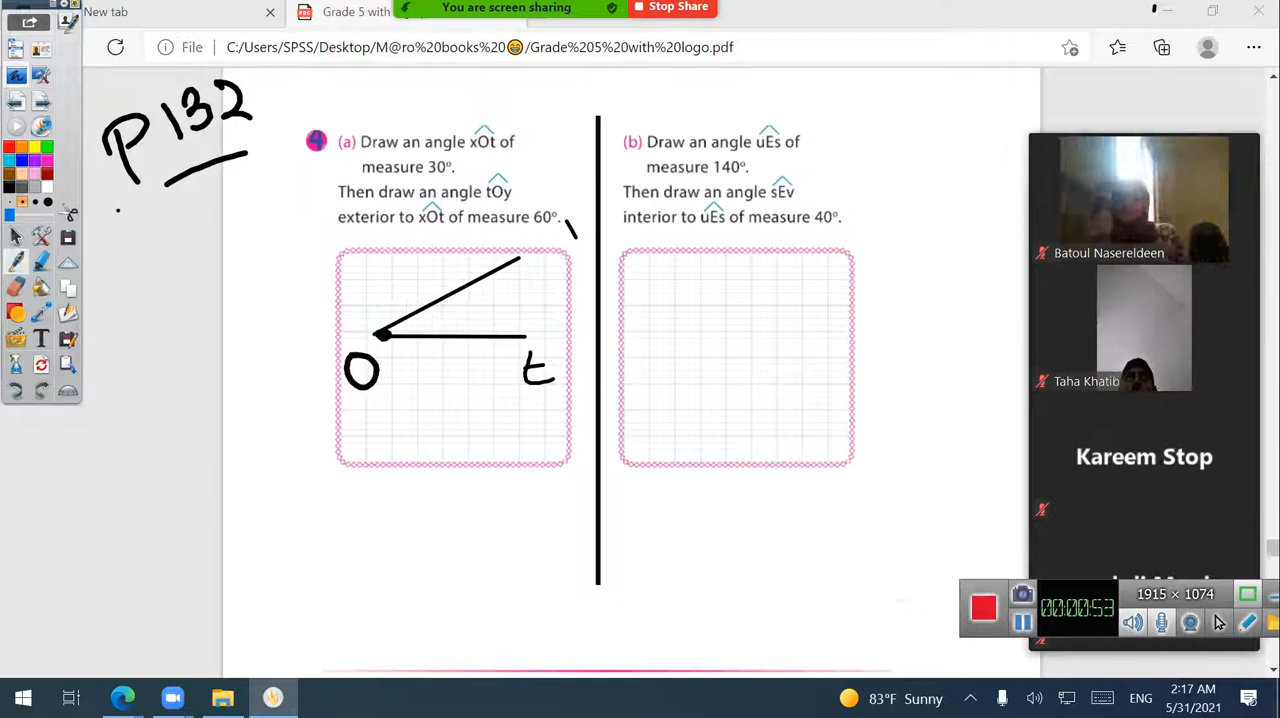 New tab
Grade 5 with
You are screen sharing
Stop Share
File
C:/Users/SPSS/Desktop/M@ro%20books%20😄/Grade%205%20with%20logo.pdf
P132
4 (a) Draw an angle xOt of
measure 30°.
Then draw an angle tOy
exterior to xOt of measure 60°.
O
t
(b) Draw an angle uEs of
measure 140°.
Then draw an angle sEv
interior to uEs of measure 40°.
Batoul Nasereldeen
Taha Khatib
Kareem Stop
00:00:53
1915 × 1074
83°F Sunny
ENG
2:17 AM
5/31/2021